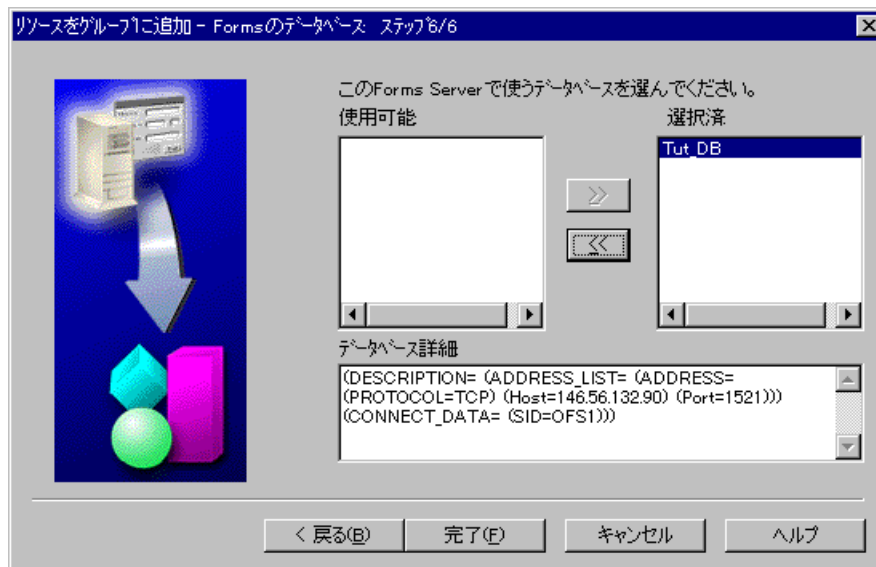 リソースをグループに追加 - Formsのデータベース: ステップ6/6
このForms Serverで使うデータベースを選んでください。
使用可能
選択済
Tut_DB
>>
<<
データベース詳細
(DESCRIPTION= (ADDRESS_LIST= (ADDRESS=
(PROTOCOL=TCP) (Host=146.56.132.90) (Port=1521)))
(CONNECT_DATA= (SID=OFS1)))
< 戻る(B)
完了(F)
キャンセル
ヘルプ